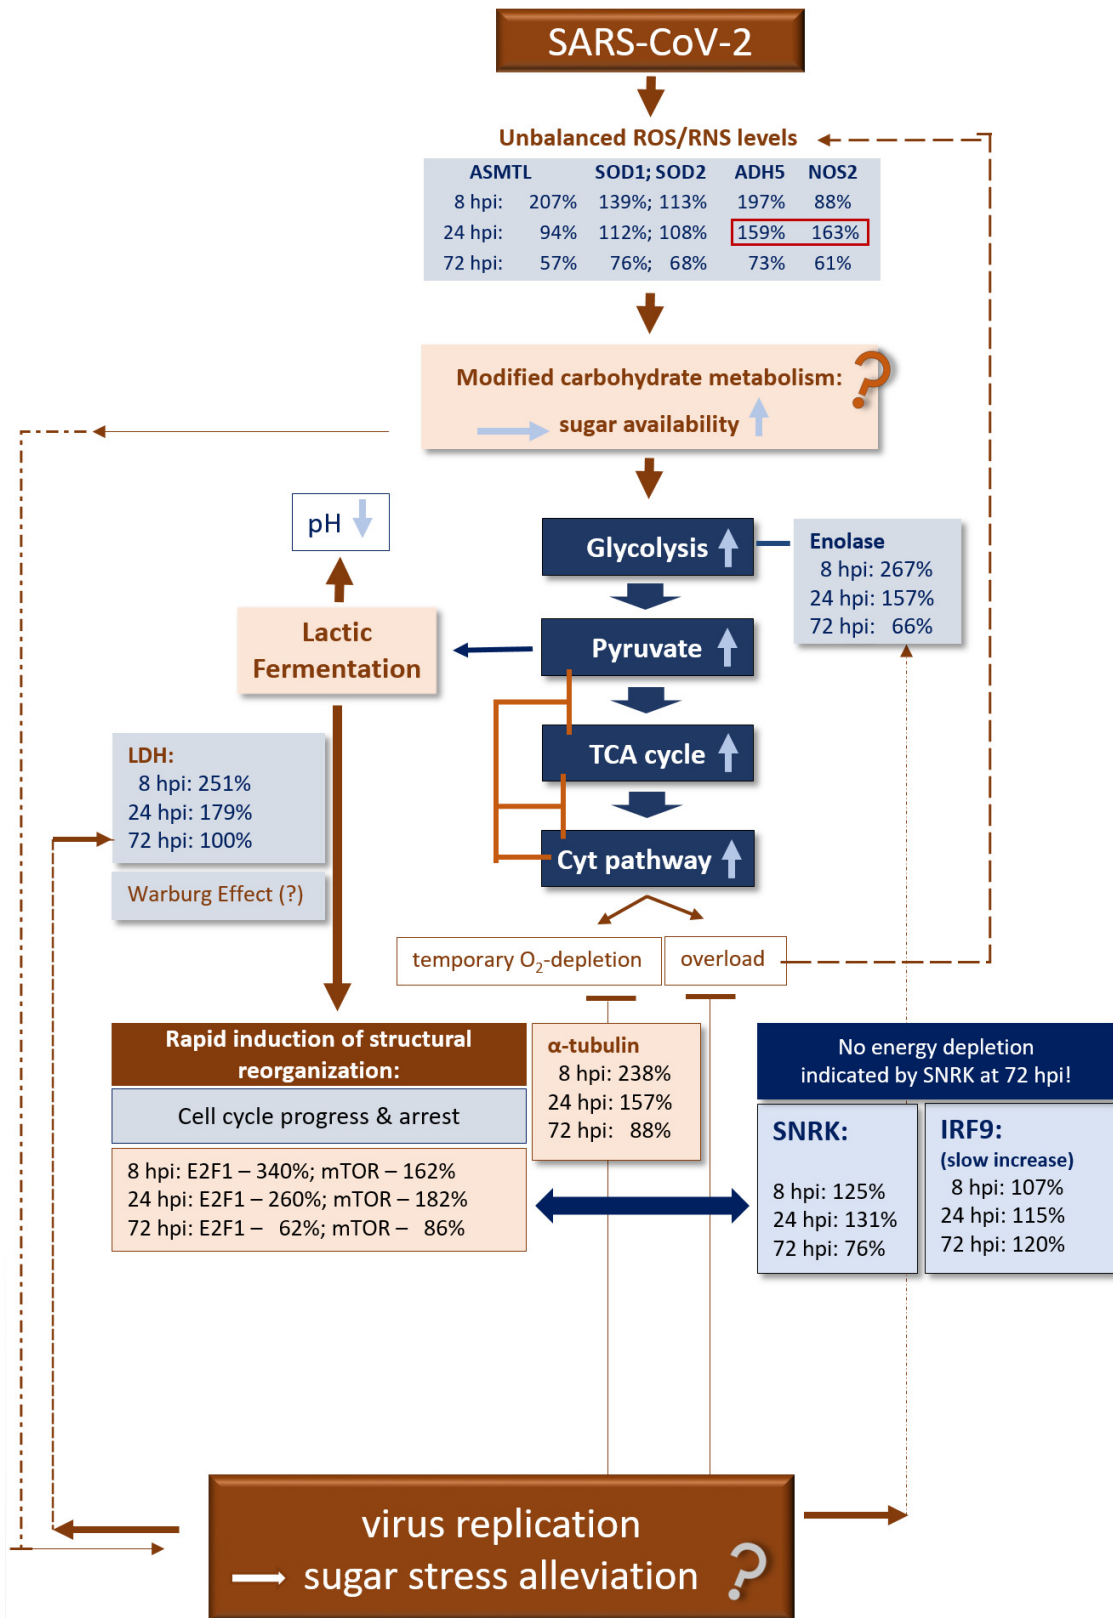 SARS-CoV-2
Unbalanced ROS/RNS levels
ASMTL SOD1; SOD2 ADH5 NOS2
8 hpi: 207% 139%; 113% 197% 88%
24 hpi: 94% 112%; 108% 159% 163%
72 hpi: 57% 76%; 68% 73% 61%
Modified carbohydrate metabolism:
sugar availability
?
pH
Glycolysis
Enolase
8 hpi: 267%
24 hpi: 157%
72 hpi: 66%
Lactic
Fermentation
Pyruvate
TCA cycle
Cyt pathway
LDH:
8 hpi: 251%
24 hpi: 179%
72 hpi: 100%
Warburg Effect (?)
temporary O₂-depletion
overload
Rapid induction of structural
reorganization:
Cell cycle progress & arrest
8 hpi: E2F1 – 340%; mTOR – 162%
24 hpi: E2F1 – 260%; mTOR – 182%
72 hpi: E2F1 – 62%; mTOR – 86%
α-tubulin
8 hpi: 238%
24 hpi: 157%
72 hpi: 88%
No energy depletion
indicated by SNRK at 72 hpi!
SNRK:
8 hpi: 125%
24 hpi: 131%
72 hpi: 76%
IRF9:
(slow increase)
8 hpi: 107%
24 hpi: 115%
72 hpi: 120%
virus replication
sugar stress alleviation ?